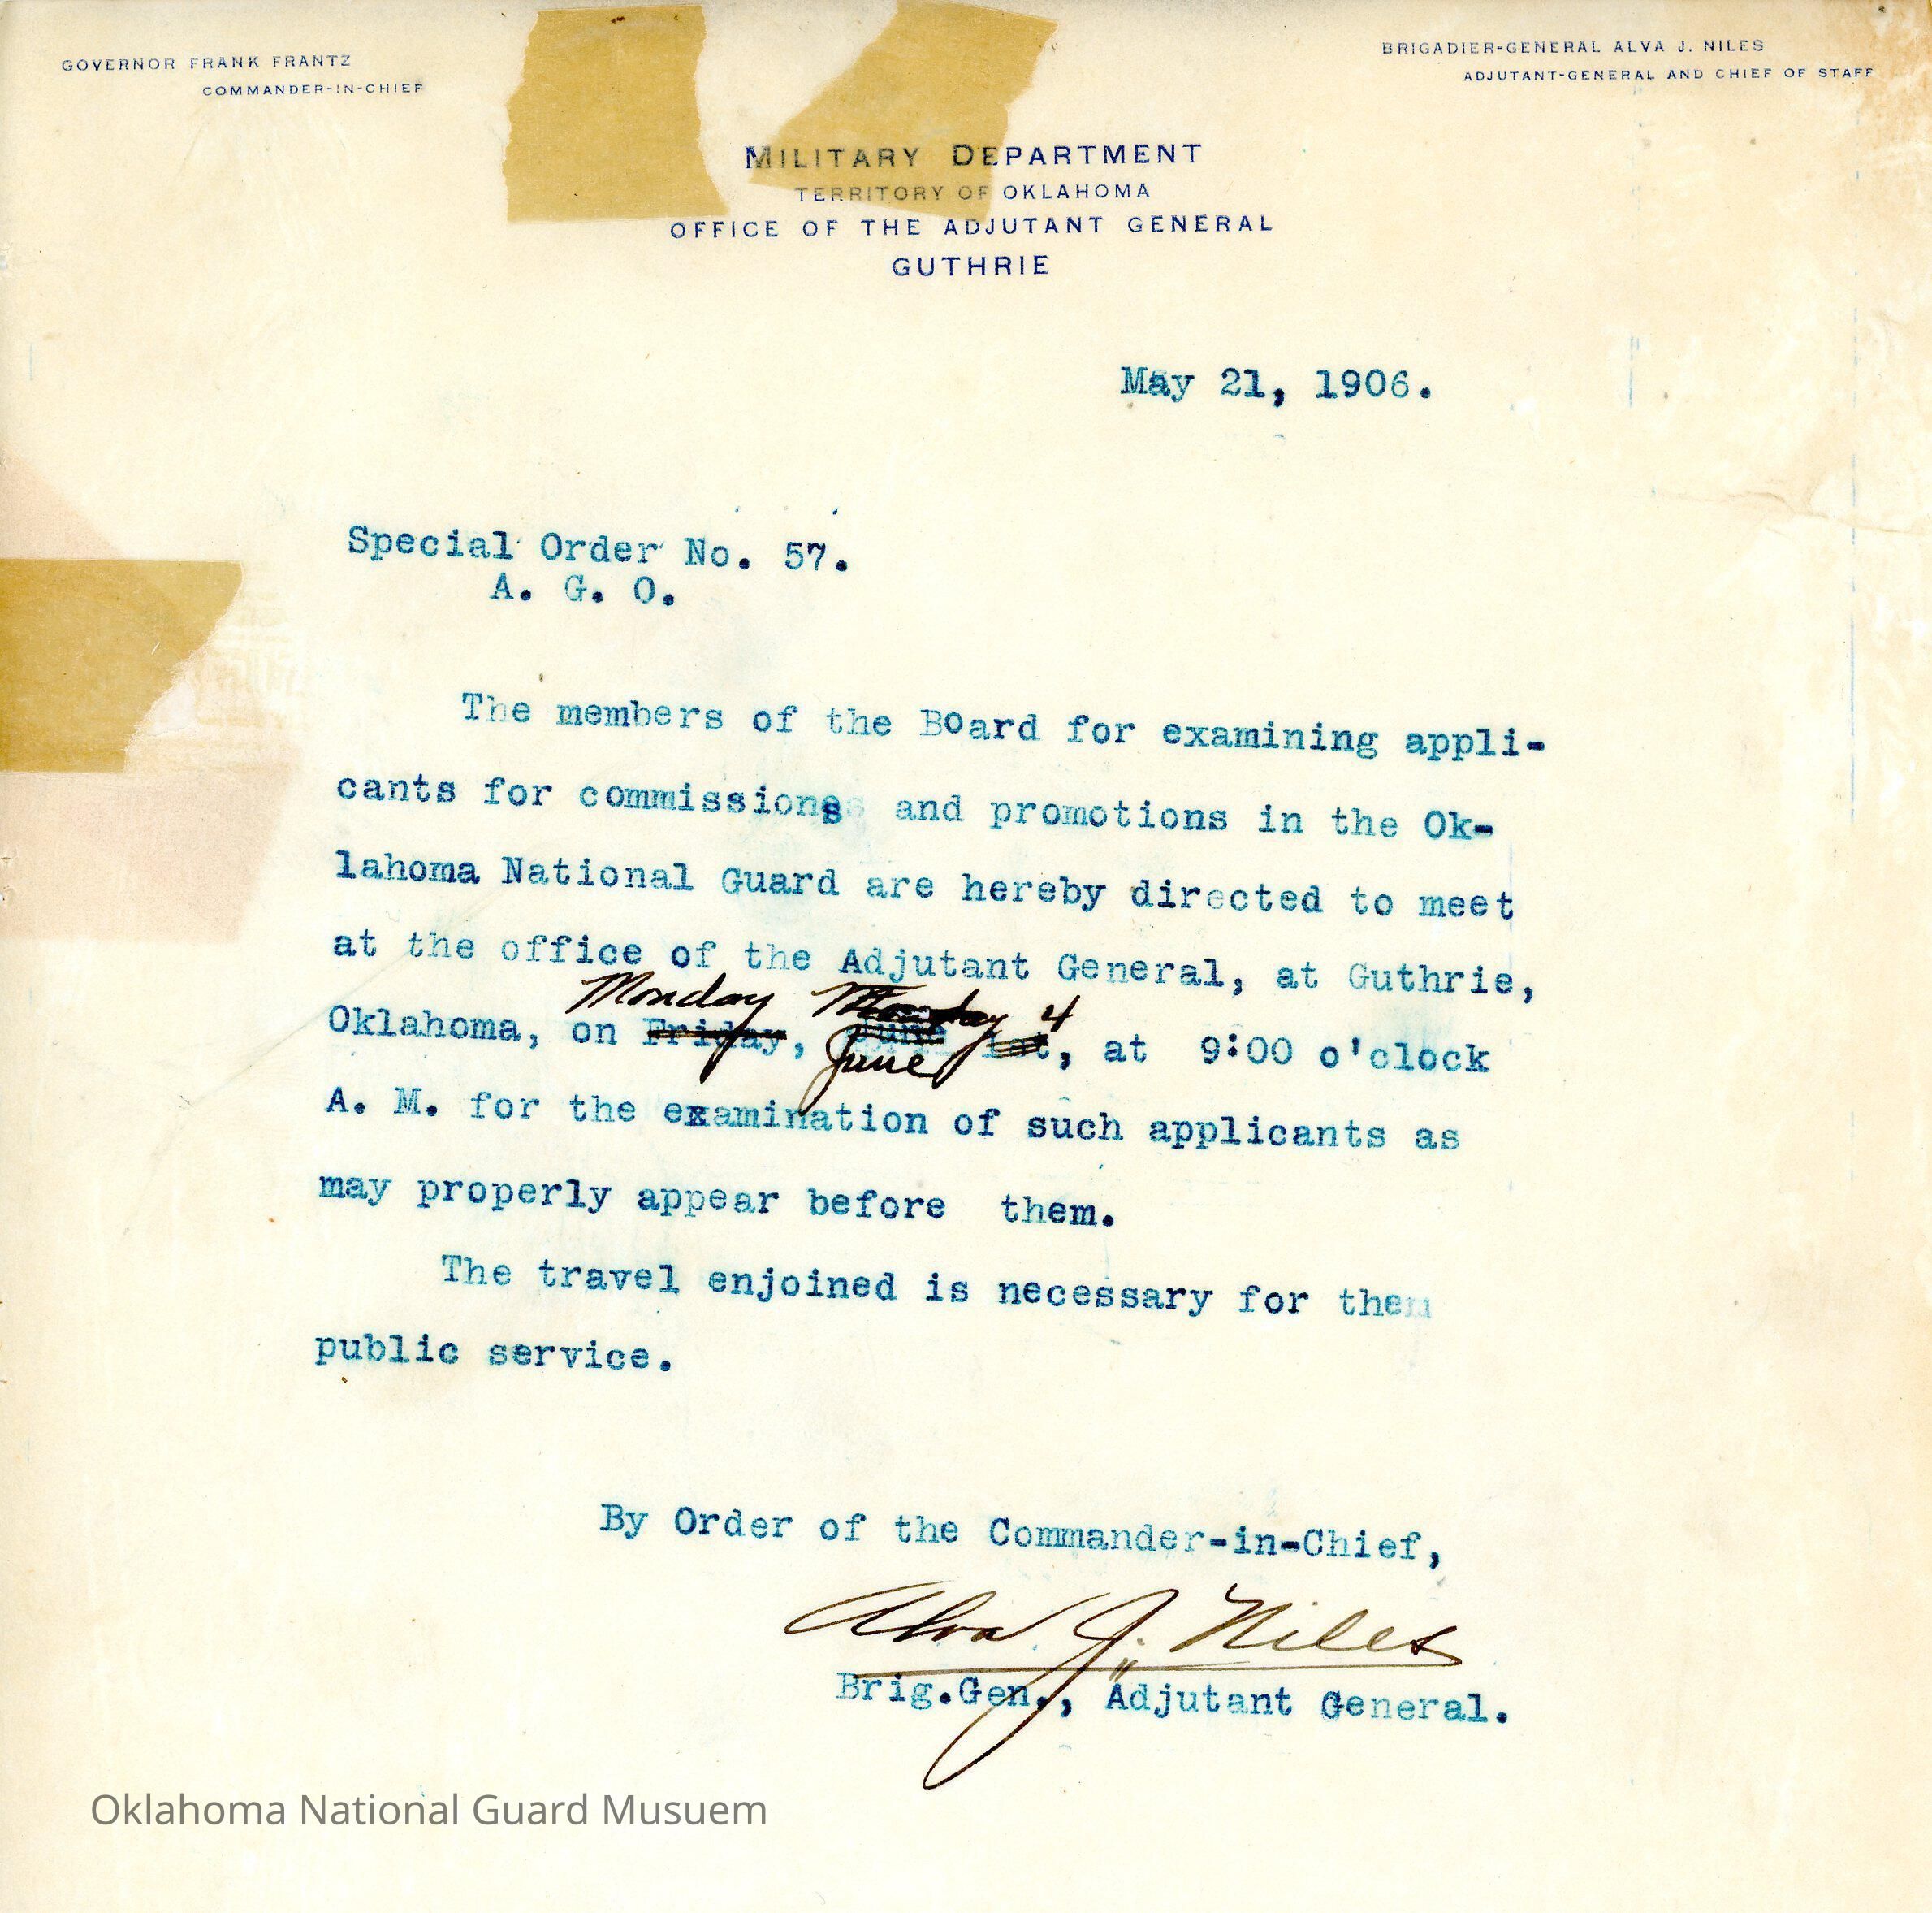 GOVERNOR FRANK FRANTZ
COMMANDER-IN-CHIEF
BRIGADIER-GENERAL ALVA J. NILES
ADJUTANT-GENERAL AND CHIEF OF STAFF
MILITARY DEPARTMENT
TERRITORY OF OKLAHOMA
OFFICE OF THE ADJUTANT GENERAL
GUTHRIE
May 21, 1906.
Special Order No. 57.
A. G. O.
The members of the Board for examining appli-
cants for commissions and promotions in the Ok-
lahoma National Guard are hereby directed to meet
at the office of the Adjutant General, at Guthrie,
Monday Monday 4
Oklahoma, on Friday, June 1st, at 9:00 o'clock
June
A. M. for the examination of such applicants as
may properly appear before them.
The travel enjoined is necessary for them
public service.
By Order of the Commander-in-Chief,
Alva J. Niles
Brig.Gen., Adjutant General.
Oklahoma National Guard Musuem